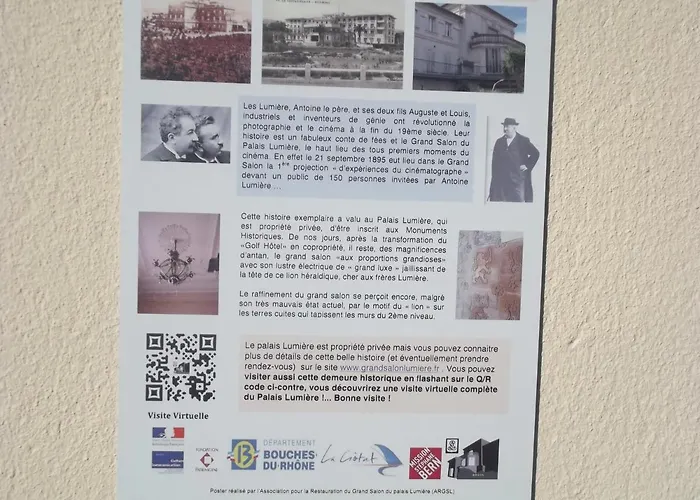 Les Lumière, Antoine le père, et ses deux fils Auguste et Louis,
industriels et inventeurs de génie ont révolutionné la
photographie et le cinéma à la fin du 19ème siècle. Leur
histoire est un fabuleux conte de fées et le Grand Salon du
Palais Lumière, le haut lieu des tous premiers moments du
cinéma. En effet le 21 septembre 1895 eut lieu dans le Grand
Salon la 1ère projection « d'expériences du cinématographe »
devant un public de 150 personnes invitées par Antoine
Lumière ...
Cette histoire exemplaire a valu au Palais Lumière, qui
est propriété privée, d'être inscrit aux Monuments
Historiques. De nos jours, après la transformation du
«Golf Hôtel» en copropriété, il reste, des magnificences
d'antan, le grand salon «aux proportions grandioses»
avec son lustre électrique de « grand luxe » jaillissant de
la tête de ce lion héraldique, cher aux frères Lumière.
Le raffinement du grand salon se perçoit encore, malgré
son très mauvais état actuel, par le motif du « lion » sur
les terres cuites qui tapissent les murs du 2ème niveau.
Le palais Lumière est propriété privée mais vous pouvez connaitre
plus de détails de cette belle histoire (et éventuellement prendre
rendez-vous) sur le site www.grandsalonlumiere.fr . Vous pouvez
visiter aussi cette demeure historique en flashant sur le Q/R
code ci-contre, vous découvrirez une visite virtuelle complète
du Palais Lumière !... Bonne visite !
Visite Virtuelle
DÉPARTEMENT
BOUCHES-
DU-RHÔNE
La Ciotat
MISSION
STÉPHANE
BERN
FONDATION
PATRIMOINE
Poster réalisé par l'Association pour la Restauration du Grand Salon du palais Lumière (ARGSL)